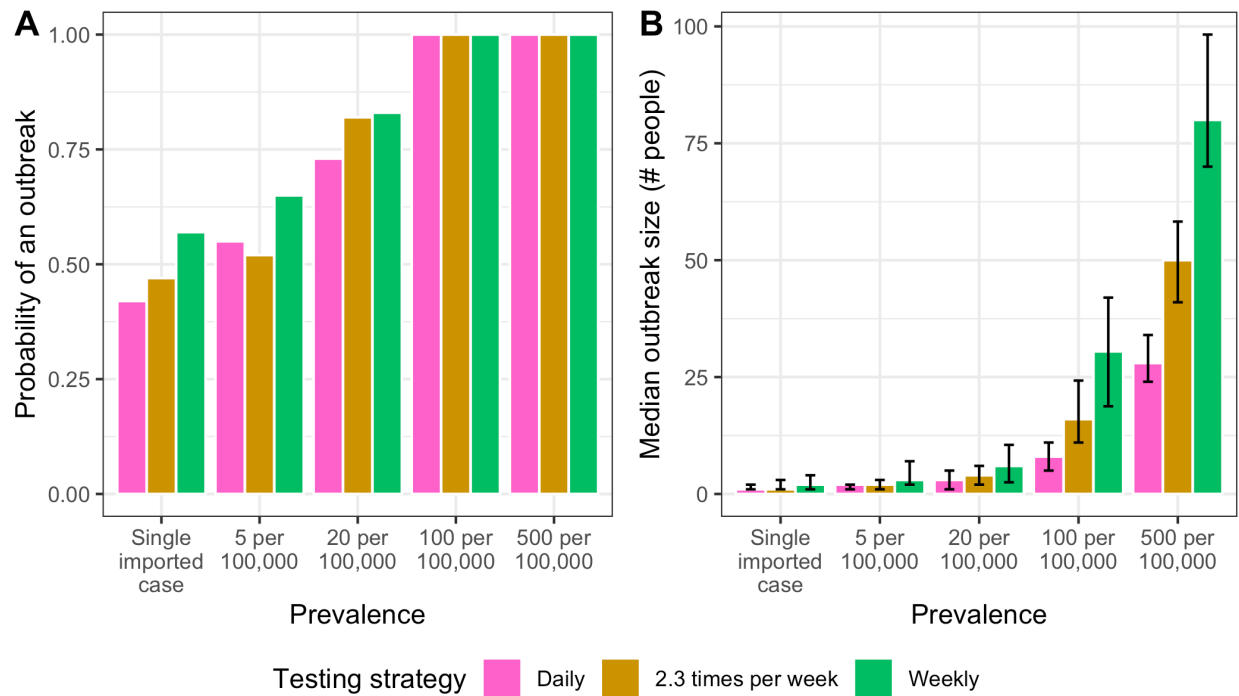 A
Probability of an outbreak
1.00
0.75
0.50
0.25
0.00
Single
imported
case
5 per
100,000
20 per
100,000
100 per
100,000
500 per
100,000
Prevalence
B
Median outbreak size (# people)
100
75
50
25
0
Single
imported
case
5 per
100,000
20 per
100,000
100 per
100,000
500 per
100,000
Prevalence
Testing strategy
Daily
2.3 times per week
Weekly